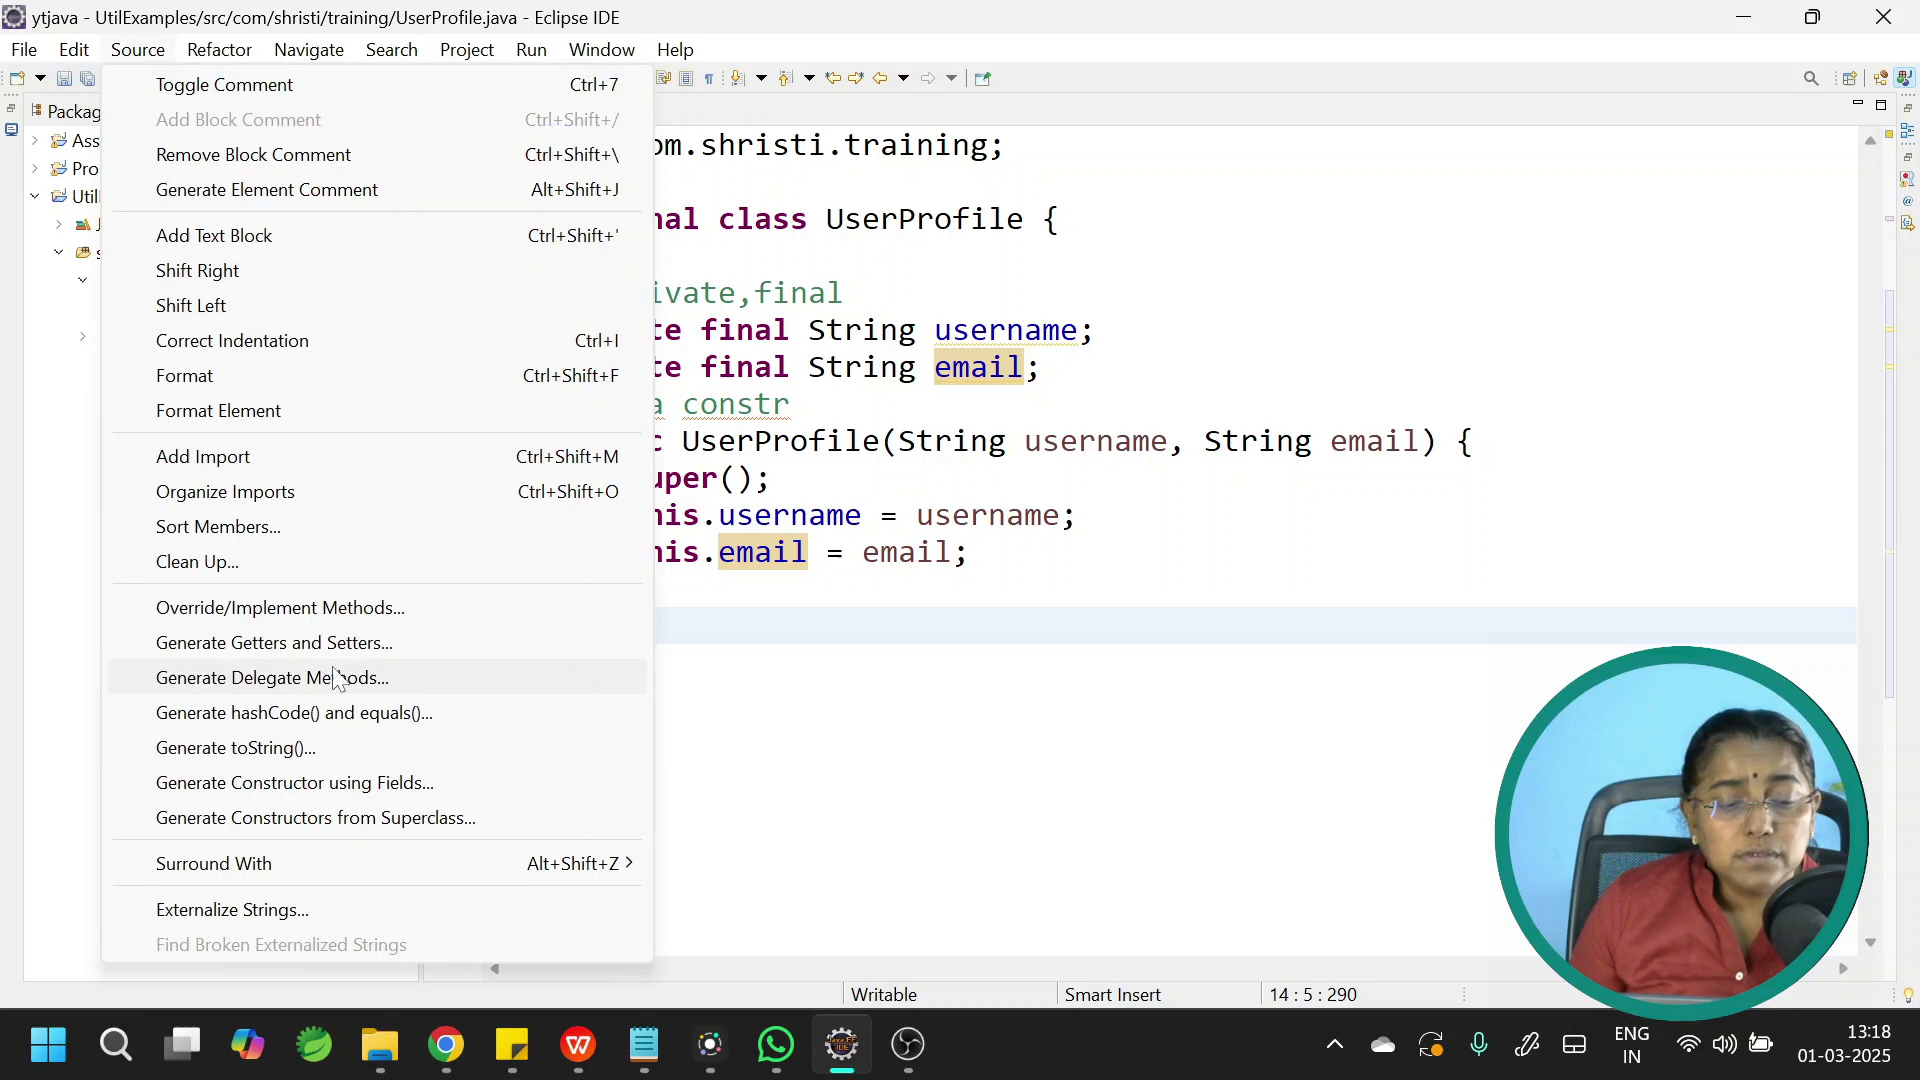 ytjava - UtilExamples/src/com/shristi/training/UserProfile.java - Eclipse IDE
File Edit Source Refactor Navigate Search Project Run Window Help
Toggle Comment Ctrl+7
Add Block Comment Ctrl+Shift+/
Remove Block Comment Ctrl+Shift+\
Generate Element Comment Alt+Shift+J
Add Text Block Ctrl+Shift+'
Shift Right
Shift Left
Correct Indentation Ctrl+I
Format Ctrl+Shift+F
Format Element
Add Import Ctrl+Shift+M
Organize Imports Ctrl+Shift+O
Sort Members...
Clean Up...
Override/Implement Methods...
Generate Getters and Setters...
Generate Delegate Methods...
Generate hashCode() and equals()...
Generate toString()...
Generate Constructor using Fields...
Generate Constructors from Superclass...
Surround With Alt+Shift+Z
Externalize Strings...
Find Broken Externalized Strings
Packag
Ass
Pro
Util
om.shristi.training;
nal class UserProfile {
ivate,final
te final String username;
te final String email;
a constr
c UserProfile(String username, String email) {
uper();
his.username = username;
his.email = email;
Writable Smart Insert 14 : 5 : 290
ENG
IN
13:18
01-03-2025